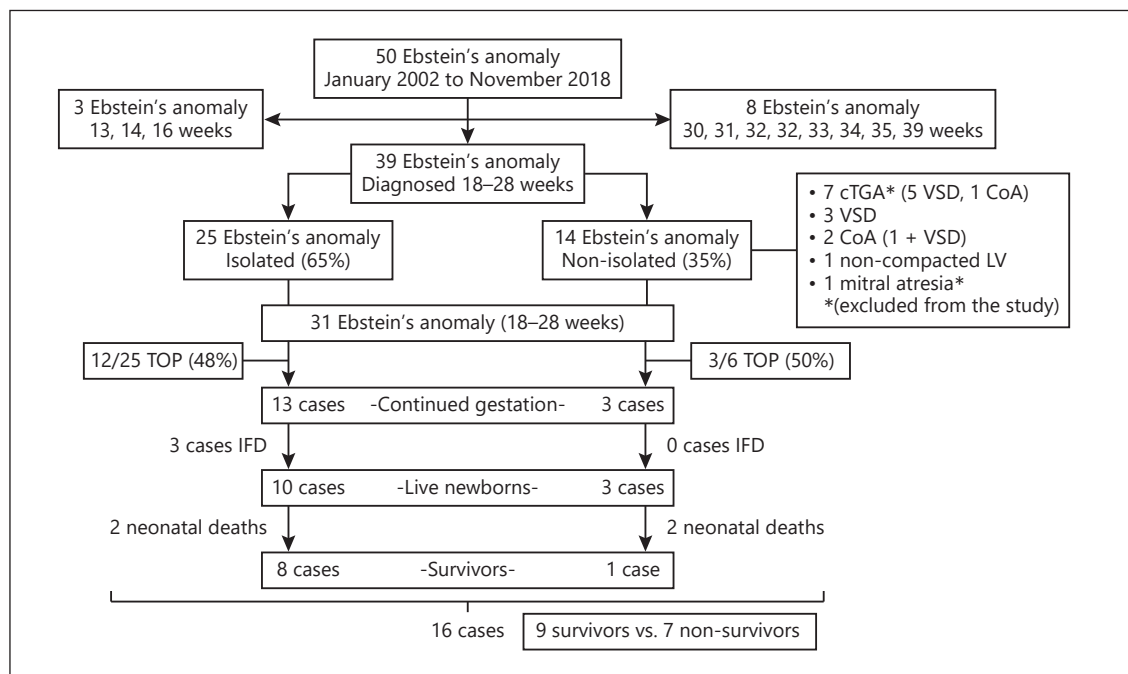 50 Ebstein's anomaly
January 2002 to November 2018
3 Ebstein's anomaly
13, 14, 16 weeks
8 Ebstein's anomaly
30, 31, 32, 32, 33, 34, 35, 39 weeks
39 Ebstein's anomaly
Diagnosed 18–28 weeks
25 Ebstein's anomaly
Isolated (65%)
14 Ebstein's anomaly
Non-isolated (35%)
• 7 cTGA* (5 VSD, 1 CoA)
• 3 VSD
• 2 CoA (1 + VSD)
• 1 non-compacted LV
• 1 mitral atresia*
*(excluded from the study)
31 Ebstein's anomaly (18–28 weeks)
12/25 TOP (48%)
3/6 TOP (50%)
13 cases -Continued gestation- 3 cases
3 cases IFD
0 cases IFD
10 cases -Live newborns- 3 cases
2 neonatal deaths
2 neonatal deaths
8 cases -Survivors- 1 case
16 cases 9 survivors vs. 7 non-survivors